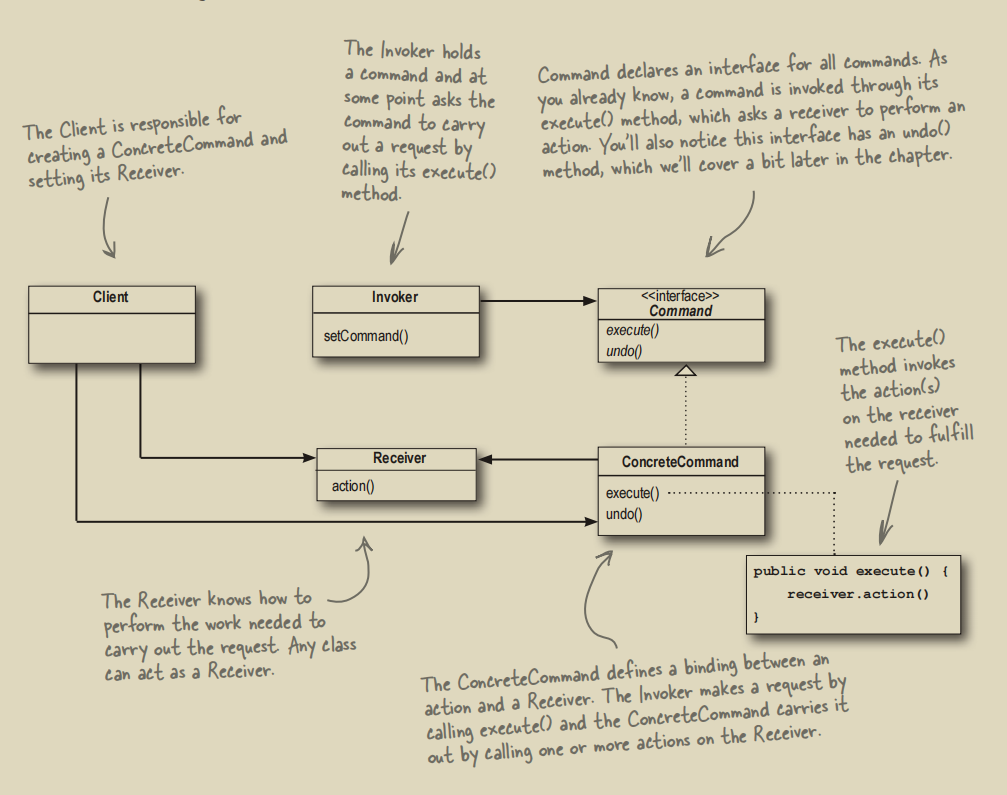 The Client is responsible for
creating a ConcreteCommand and
setting its Receiver.
The Invoker holds
a command and at
some point asks the
command to carry
out a request by
calling its execute()
method.
Command declares an interface for all commands. As
you already know, a command is invoked through its
execute() method, which asks a receiver to perform an
action. You'll also notice this interface has an undo()
method, which we'll cover a bit later in the chapter.
Client
Invoker
setCommand()
<<interface>>
Command
execute()
undo()
The execute()
method invokes
the action(s)
on the receiver
needed to fulfill
the request.
Receiver
action()
ConcreteCommand
execute()
undo()
public void execute() {
receiver.action()
}
The Receiver knows how to
perform the work needed to
carry out the request. Any class
can act as a Receiver.
The ConcreteCommand defines a binding between an
action and a Receiver. The Invoker makes a request by
calling execute() and the ConcreteCommand carries it
out by calling one or more actions on the Receiver.